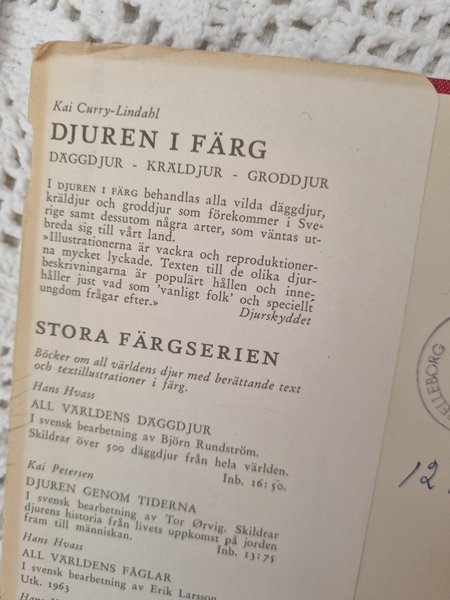 Kai Curry-Lindahl
DJUREN I FÄRG
DÄGGDJUR - KRÄLDJUR - GRODDJUR
I DJUREN I FÄRG behandlas alla vilda däggdjur,
kräldjur och groddjur som förekommer i Sve-
rige samt dessutom några arter, som väntas ut-
breda sig till vårt land.
»Illustrationerna är vackra och reproduktioner-
na mycket lyckade. Texten till de olika djur-
beskrivningarna är populärt hållen och inne-
håller just vad som 'vanligt folk' och speciellt
ungdom frågar efter.» Djurskyddet
STORA FÄRGSERIEN
Böcker om all världens djur med berättande text
och textillustrationer i färg.
Hans Hvass
ALL VÄRLDENS DÄGGDJUR
I svensk bearbetning av Björn Rundström.
Skildrar över 500 däggdjur från hela världen.
Inb. 16:50.
Kai Petersen
DJUREN GENOM TIDERNA
I svensk bearbetning av Tor Ørvig. Skildrar
djurens historia från livets uppkomst på jorden
fram till människan. Inb. 13:75
Hans Hvass
ALL VÄRLDENS FÅGLAR
I svensk bearbetning av Erik Larsson
Utk. 1963
ELLEBORG
12